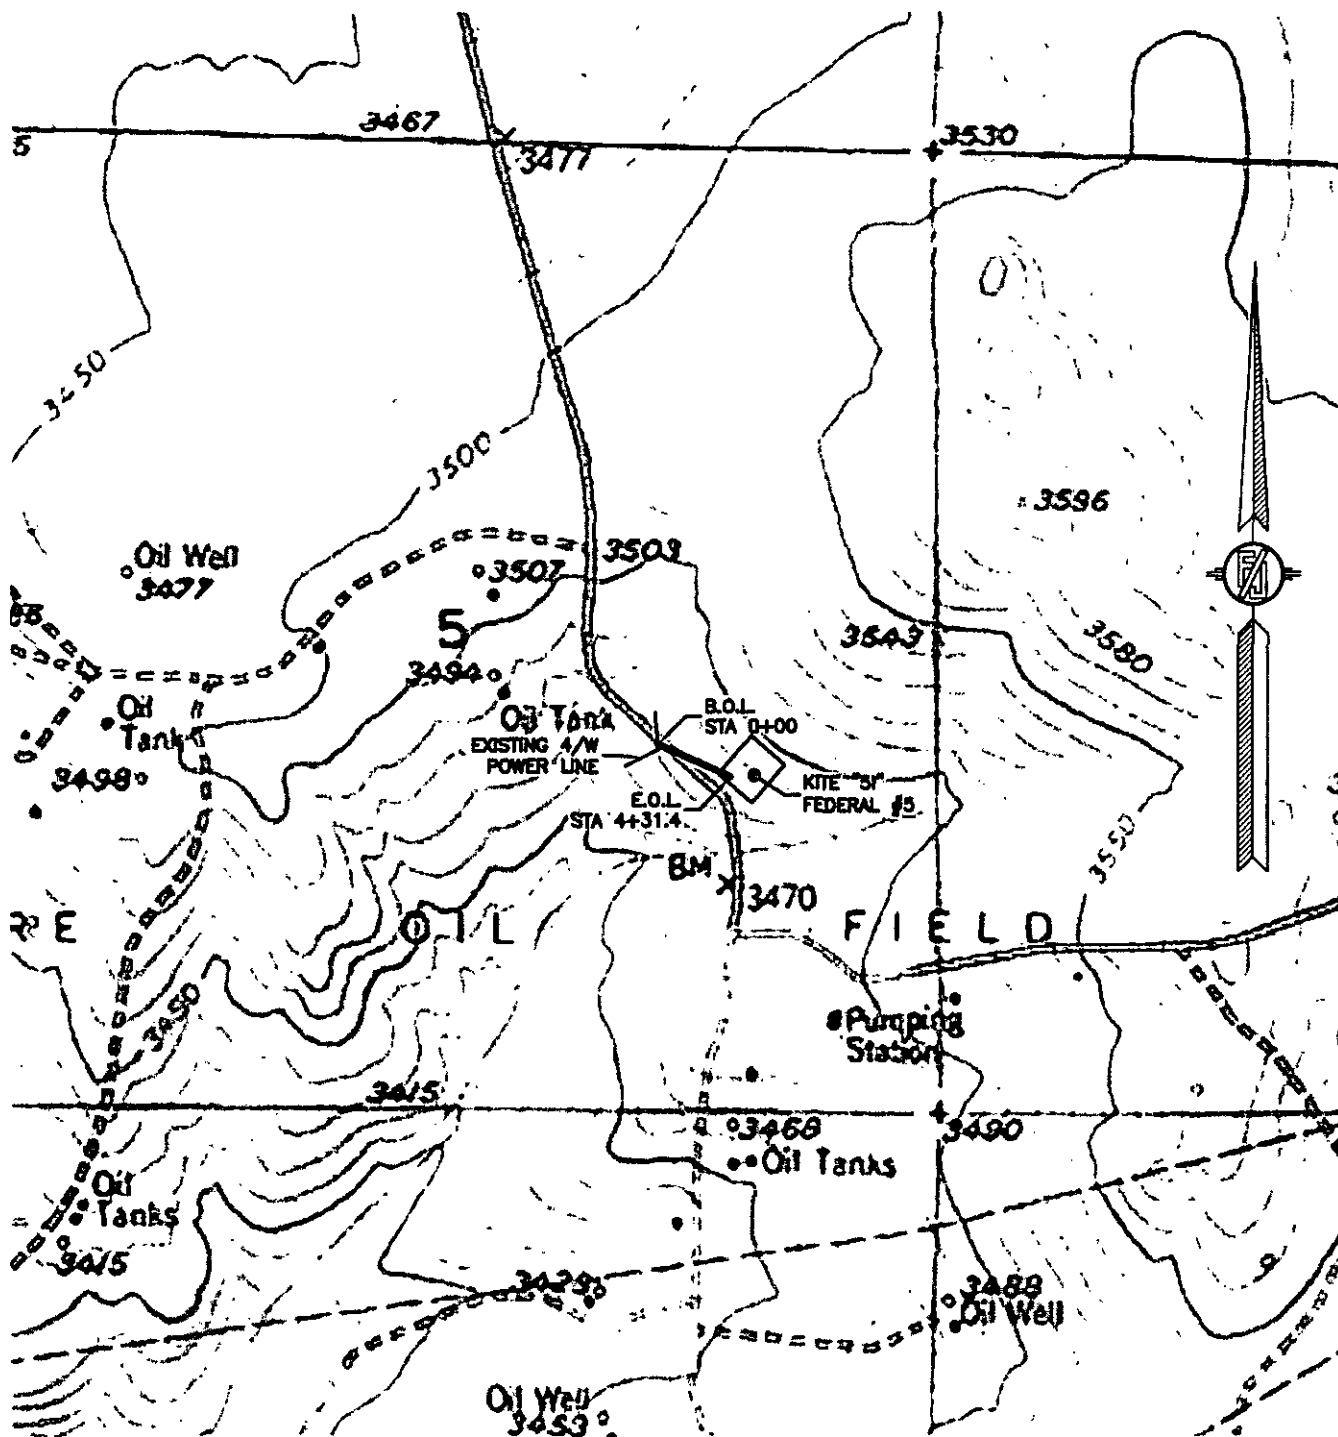 3467
3477
3530
5
3450
3500
3596
Oil Well
3477
3507
3503
5
3494
3543
3580
Oil
Tank
Oil Tank
3498
EXISTING 4/W
POWER LINE
B.O.L.
STA 0+00
E.O.L.
STA 4+31.4
KITE "5I"
FEDERAL #5
3550
BM
3470
RE OIL FIELD
3450
Pumping
Station
3415
3468
Oil Tanks
3490
Oil
Tanks
3415
3429
3488
Oil Well
Oil Well
3453